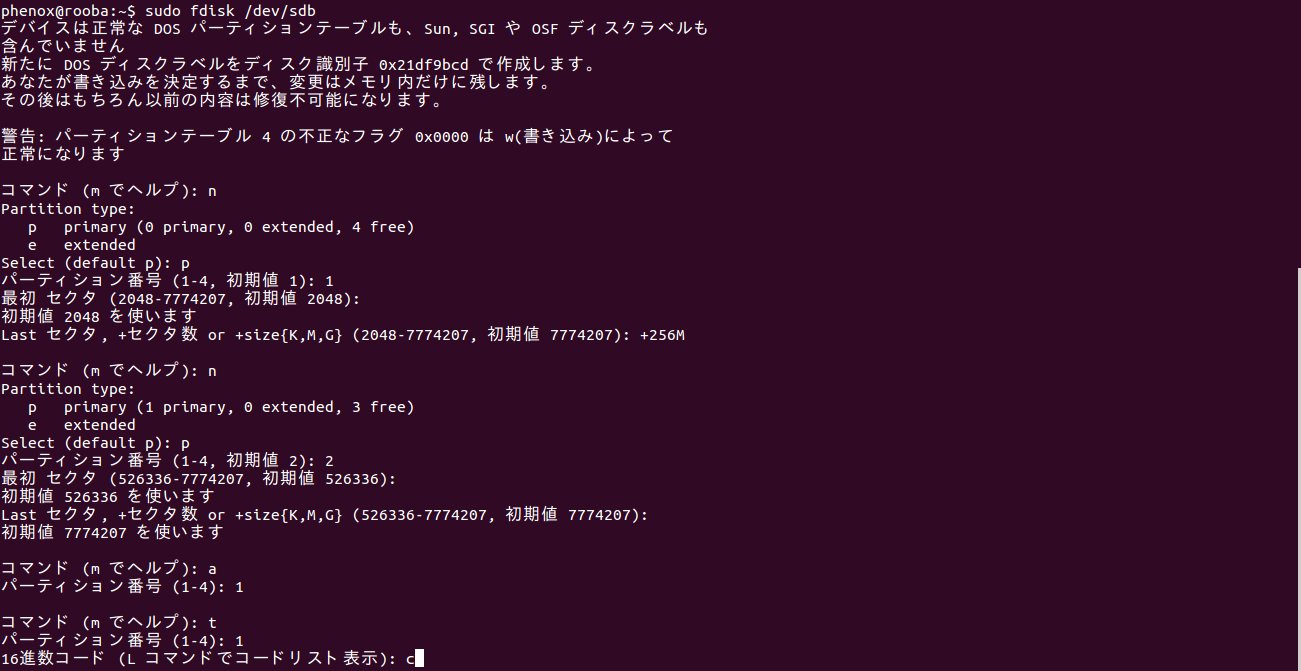 phenox@rooba:~$ sudo fdisk /dev/sdb
デバイスは正常な DOS パーティションテーブルも、Sun, SGI や OSF ディスクラベルも
含んでいません
新たに DOS ディスクラベルをディスク識別子 0x21df9bcd で作成します。
あなたが書き込みを決定するまで、変更はメモリ内だけに残します。
その後はもちろん以前の内容は修復不可能になります。

警告: パーティションテーブル 4 の不正なフラグ 0x0000 は w(書き込み)によって
正常になります

コマンド (m でヘルプ): n
Partition type:
   p   primary (0 primary, 0 extended, 4 free)
   e   extended
Select (default p): p
パーティション番号 (1-4, 初期値 1): 1
最初 セクタ (2048-7774207, 初期値 2048):
初期値 2048 を使います
Last セクタ, +セクタ数 or +size{K,M,G} (2048-7774207, 初期値 7774207): +256M

コマンド (m でヘルプ): n
Partition type:
   p   primary (1 primary, 0 extended, 3 free)
   e   extended
Select (default p): p
パーティション番号 (1-4, 初期値 2): 2
最初 セクタ (526336-7774207, 初期値 526336):
初期値 526336 を使います
Last セクタ, +セクタ数 or +size{K,M,G} (526336-7774207, 初期値 7774207):
初期値 7774207 を使います

コマンド (m でヘルプ): a
パーティション番号 (1-4): 1

コマンド (m でヘルプ): t
パーティション番号 (1-4): 1
16進数コード (L コマンドでコードリスト表示): c